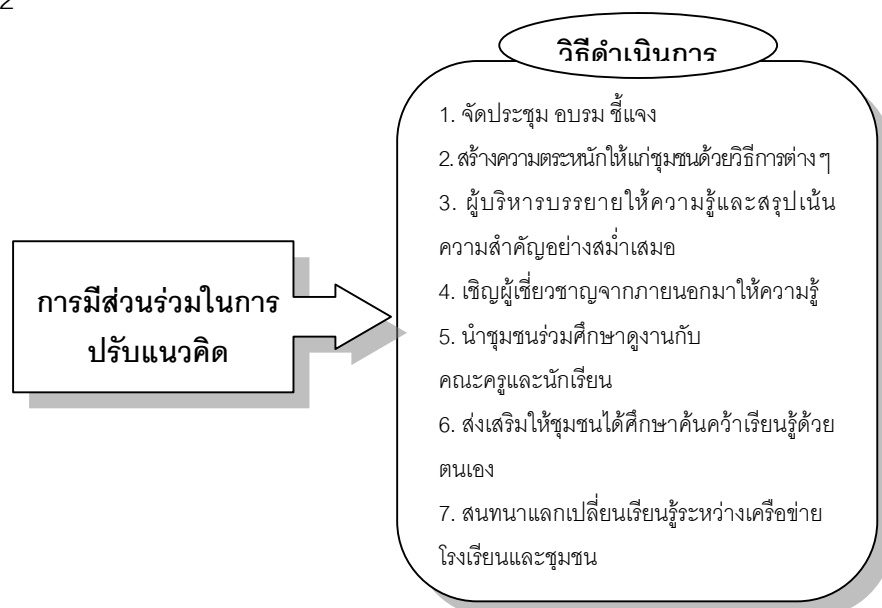 2
วิธีดำเนินการ
1. จัดประชุม อบรม ชี้แจง
2. สร้างความตระหนักให้แก่ชุมชนด้วยวิธีการต่าง ๆ
3. ผู้บริหารบรรยายให้ความรู้และสรุปเน้น
ความสำคัญอย่างสม่ำเสมอ
4. เชิญผู้เชี่ยวชาญจากภายนอกมาให้ความรู้
5. นำชุมชนร่วมศึกษาดูงานกับ
คณะครูและนักเรียน
6. ส่งเสริมให้ชุมชนได้ศึกษาค้นคว้าเรียนรู้ด้วย
ตนเอง
7. สนทนาแลกเปลี่ยนเรียนรู้ระหว่างเครือข่าย
โรงเรียนและชุมชน
การมีส่วนร่วมในการ
ปรับแนวคิด